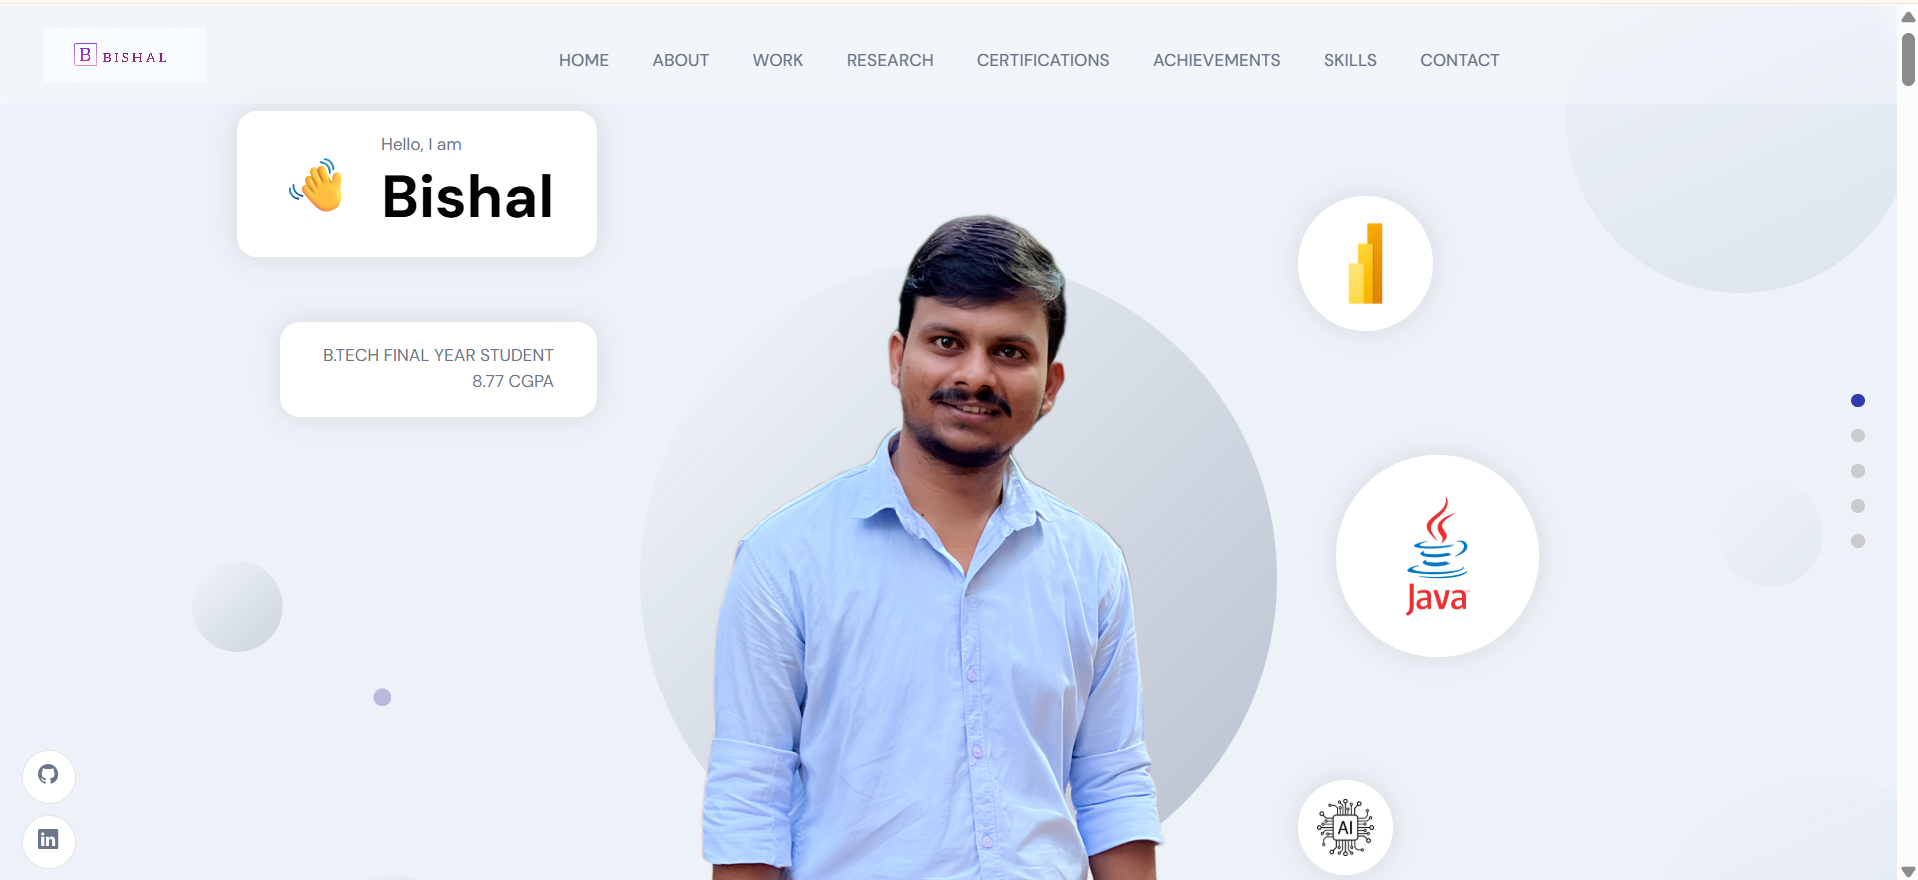 B BISHAL
HOME ABOUT WORK RESEARCH CERTIFICATIONS ACHIEVEMENTS SKILLS CONTACT
Hello, I am
Bishal
B.TECH FINAL YEAR STUDENT
8.77 CGPA
Java
AI
in